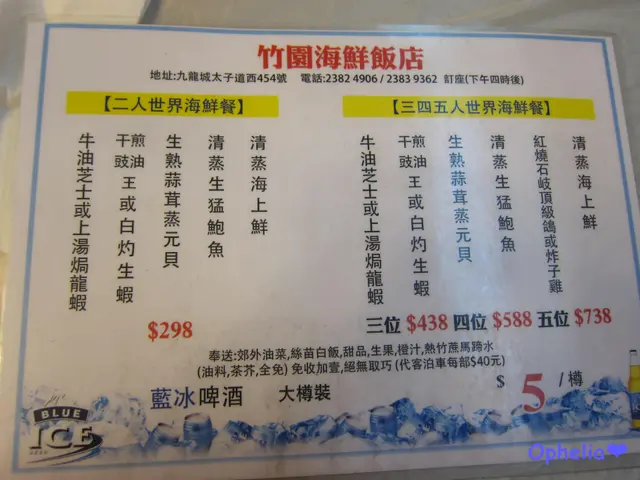 竹園海鮮飯店
地址:九龍城太子道西454號 電話:2382 4906 / 2383 9362 訂座(下午四時後)
【二人世界海鮮餐】
清蒸海上鮮
清蒸生猛鮑魚
生熟蒜茸蒸元貝
煎油
干豉王或白灼生蝦
牛油芝士或上湯焗龍蝦
$298
【三四五人世界海鮮餐】
清蒸海上鮮
紅燒石岐頂級鴿或炸子雞
清蒸生猛鮑魚
生熟蒜茸蒸元貝
煎油
干豉王或白灼生蝦
牛油芝士或上湯焗龍蝦
三位 $438 四位 $588 五位 $738
奉送:郊外油菜,絲苗白飯,甜品,生果,橙汁,熱竹蔗馬蹄水
(油料,茶芥,全免) 免收加壹,絕無取巧 (代客泊車每部$40元)
藍冰啤酒 大樽裝 $5/樽
BLUE
ICE
Ophelia